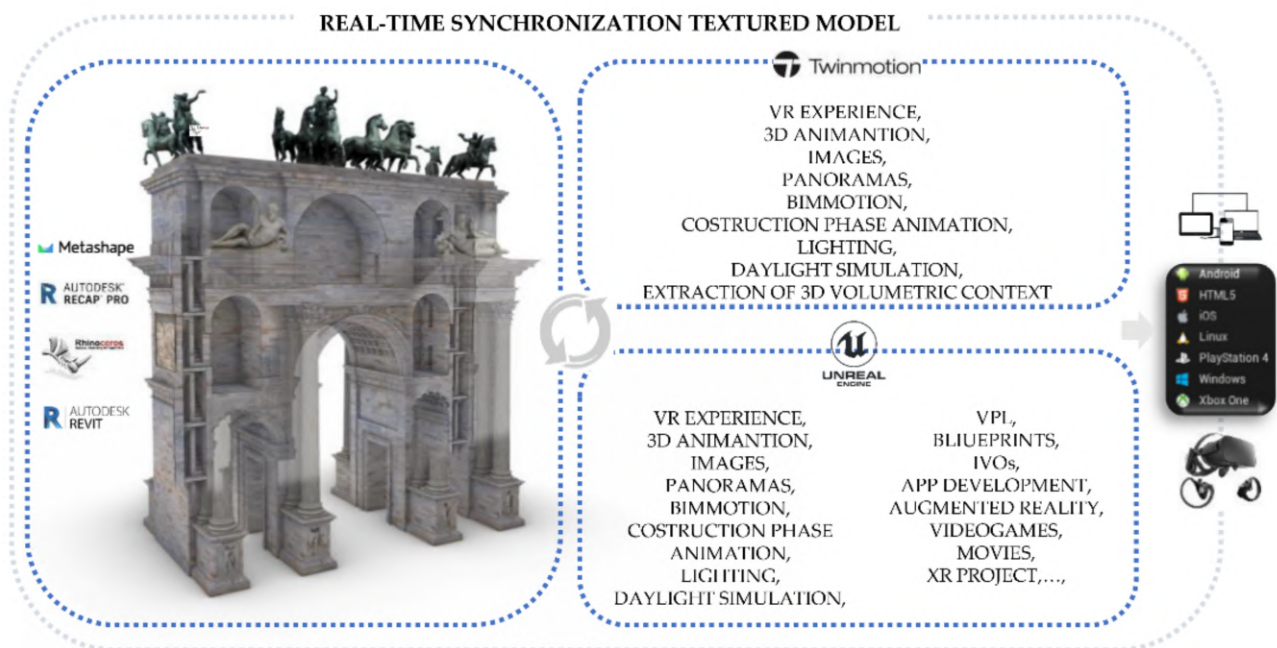 REAL-TIME SYNCHRONIZATION TEXTURED MODEL
Metashape
R AUTODESK
RECAP PRO
Rhinoceros
R AUTODESK
REVIT
Twinmotion
VR EXPERIENCE,
3D ANIMANTION,
IMAGES,
PANORAMAS,
BIMMOTION,
COSTRUCTION PHASE ANIMATION,
LIGHTING,
DAYLIGHT SIMULATION,
EXTRACTION OF 3D VOLUMETRIC CONTEXT
UNREAL
ENGINE
VR EXPERIENCE,
3D ANIMANTION,
IMAGES,
PANORAMAS,
BIMMOTION,
COSTRUCTION PHASE
ANIMATION,
LIGHTING,
DAYLIGHT SIMULATION,
VPL,
BLIUEPRINTS,
IVOs,
APP DEVELOPMENT,
AUGMENTED REALITY,
VIDEOGAMES,
MOVIES,
XR PROJECT,...,
Android
HTML5
iOS
Linux
PlayStation 4
Windows
Xbox One